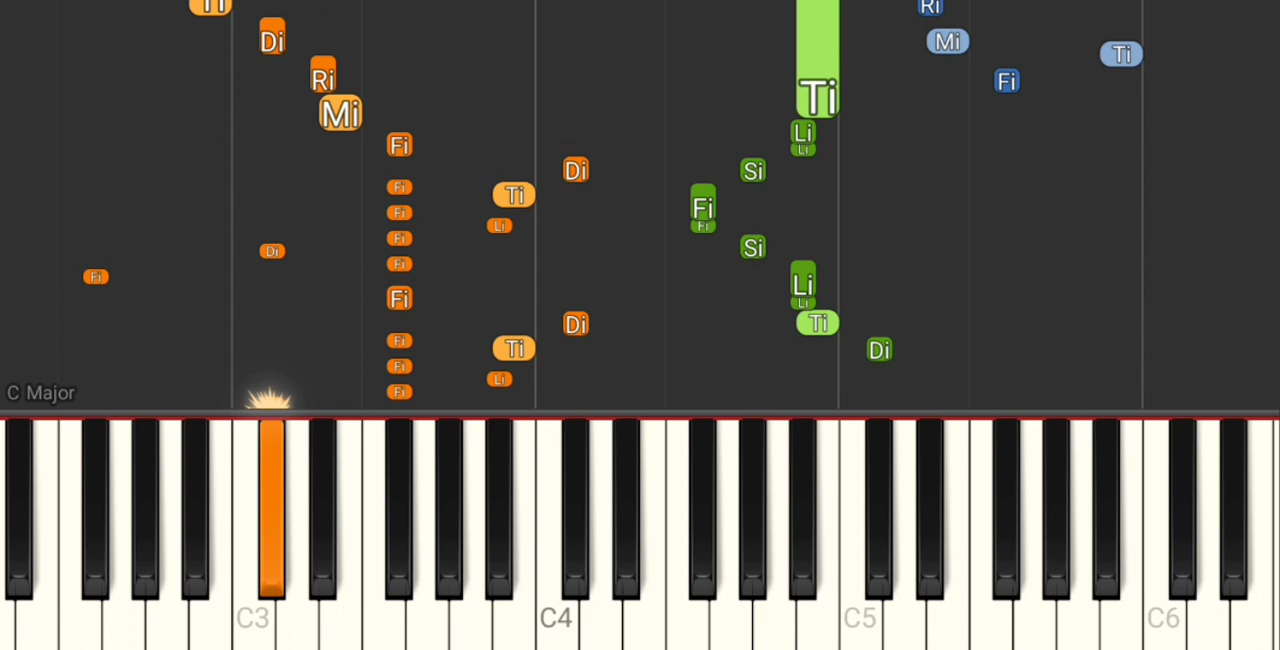 Ti Ri
Di Ti Mi Ti
Ri Fi
Mi
Li
Fi Li
Di Si
Fi Ti
Fi Fi
Li Fi
Fi Si
Di Fi
Fi Li
Fi Li
Di Ti
Fi Ti Di
Fi
Li
C Major Fi
C3 C4 C5 C6